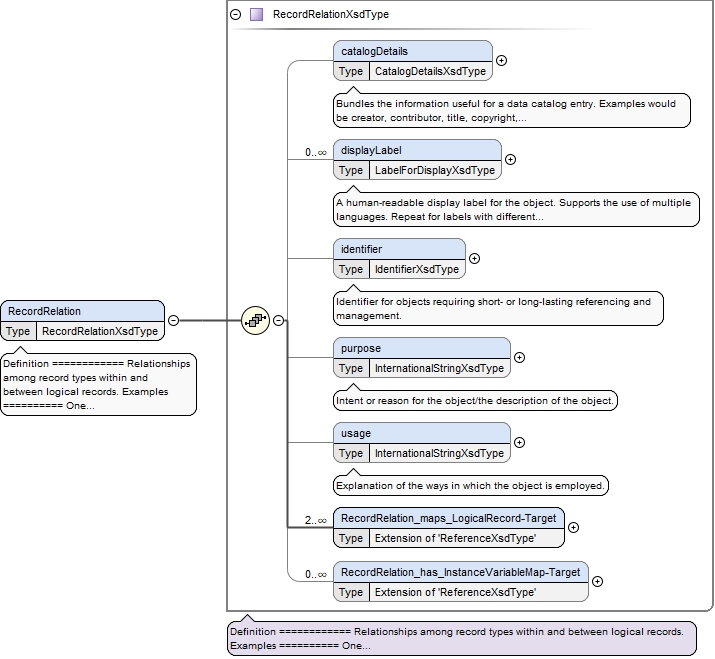 RecordRelationXsdType
catalogDetails
Type CatalogDetailsXsdType
Bundles the information useful for a data catalog entry. Examples would
be creator, contributor, title, copyright,...
0..∞
displayLabel
Type LabelForDisplayXsdType
A human-readable display label for the object. Supports the use of multiple
languages. Repeat for labels with different...
identifier
Type IdentifierXsdType
Identifier for objects requiring short- or long-lasting referencing and
management.
RecordRelation
Type RecordRelationXsdType
Definition ============ Relationships
among record types within and
between logical records. Examples
========== One...
purpose
Type InternationalStringXsdType
Intent or reason for the object/the description of the object.
usage
Type InternationalStringXsdType
Explanation of the ways in which the object is employed.
2..∞
RecordRelation_maps_LogicalRecord-Target
Type Extension of 'ReferenceXsdType'
0..∞
RecordRelation_has_InstanceVariableMap-Target
Type Extension of 'ReferenceXsdType'
Definition ============ Relationships among record types within and between logical records.
Examples ========== One...